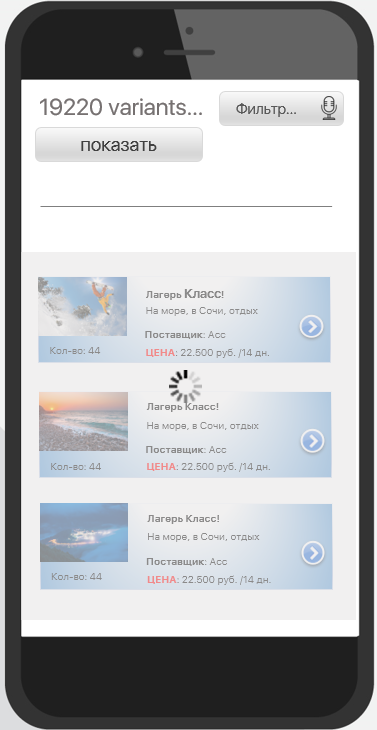 19220 variants...
Фильтр...
показать
Лагерь Класс!
На море, в Сочи, отдых
Поставщик: Асс
Кол-во: 44
ЦЕНА: 22.500 руб. /14 дн.
Лагерь Класс!
На море, в Сочи, отдых
Поставщик: Асс
Кол-во: 44
ЦЕНА: 22.500 руб. /14 дн.
Лагерь Класс!
На море, в Сочи, отдых
Поставщик: Асс
Кол-во: 44
ЦЕНА: 22.500 руб. /14 дн.